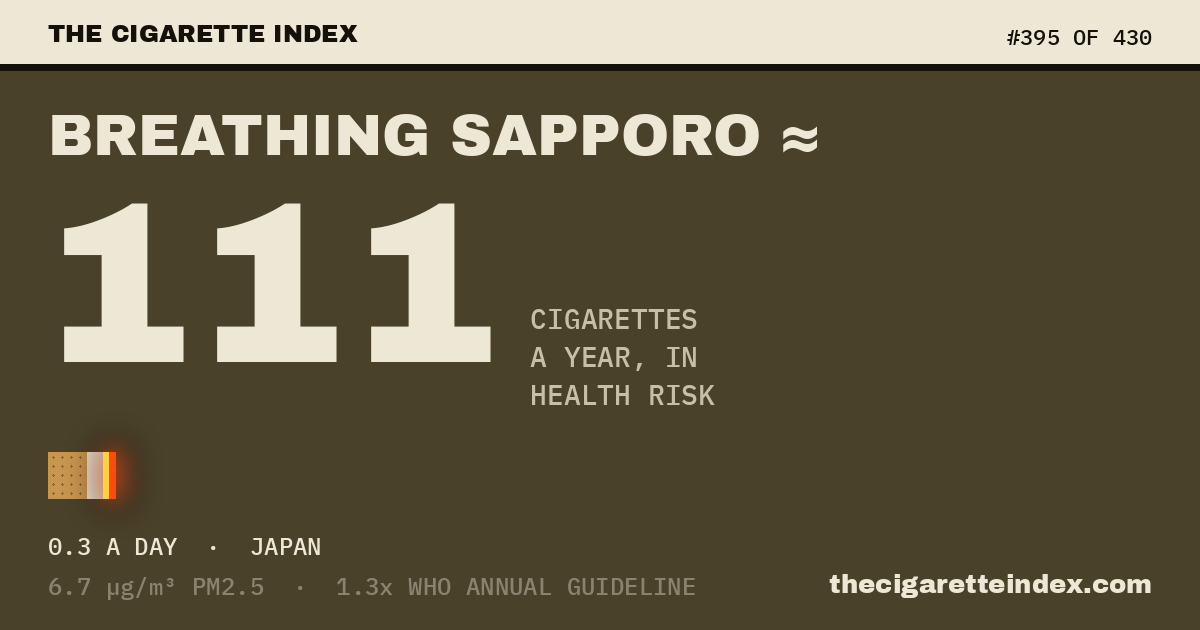 THE CIGARETTE INDEX
#395 OF 430
BREATHING SAPPORO ≈
111
CIGARETTES
A YEAR, IN
HEALTH RISK
0.3 A DAY · JAPAN
6.7 µg/m³ PM2.5 · 1.3x WHO ANNUAL GUIDELINE
thecigaretteindex.com